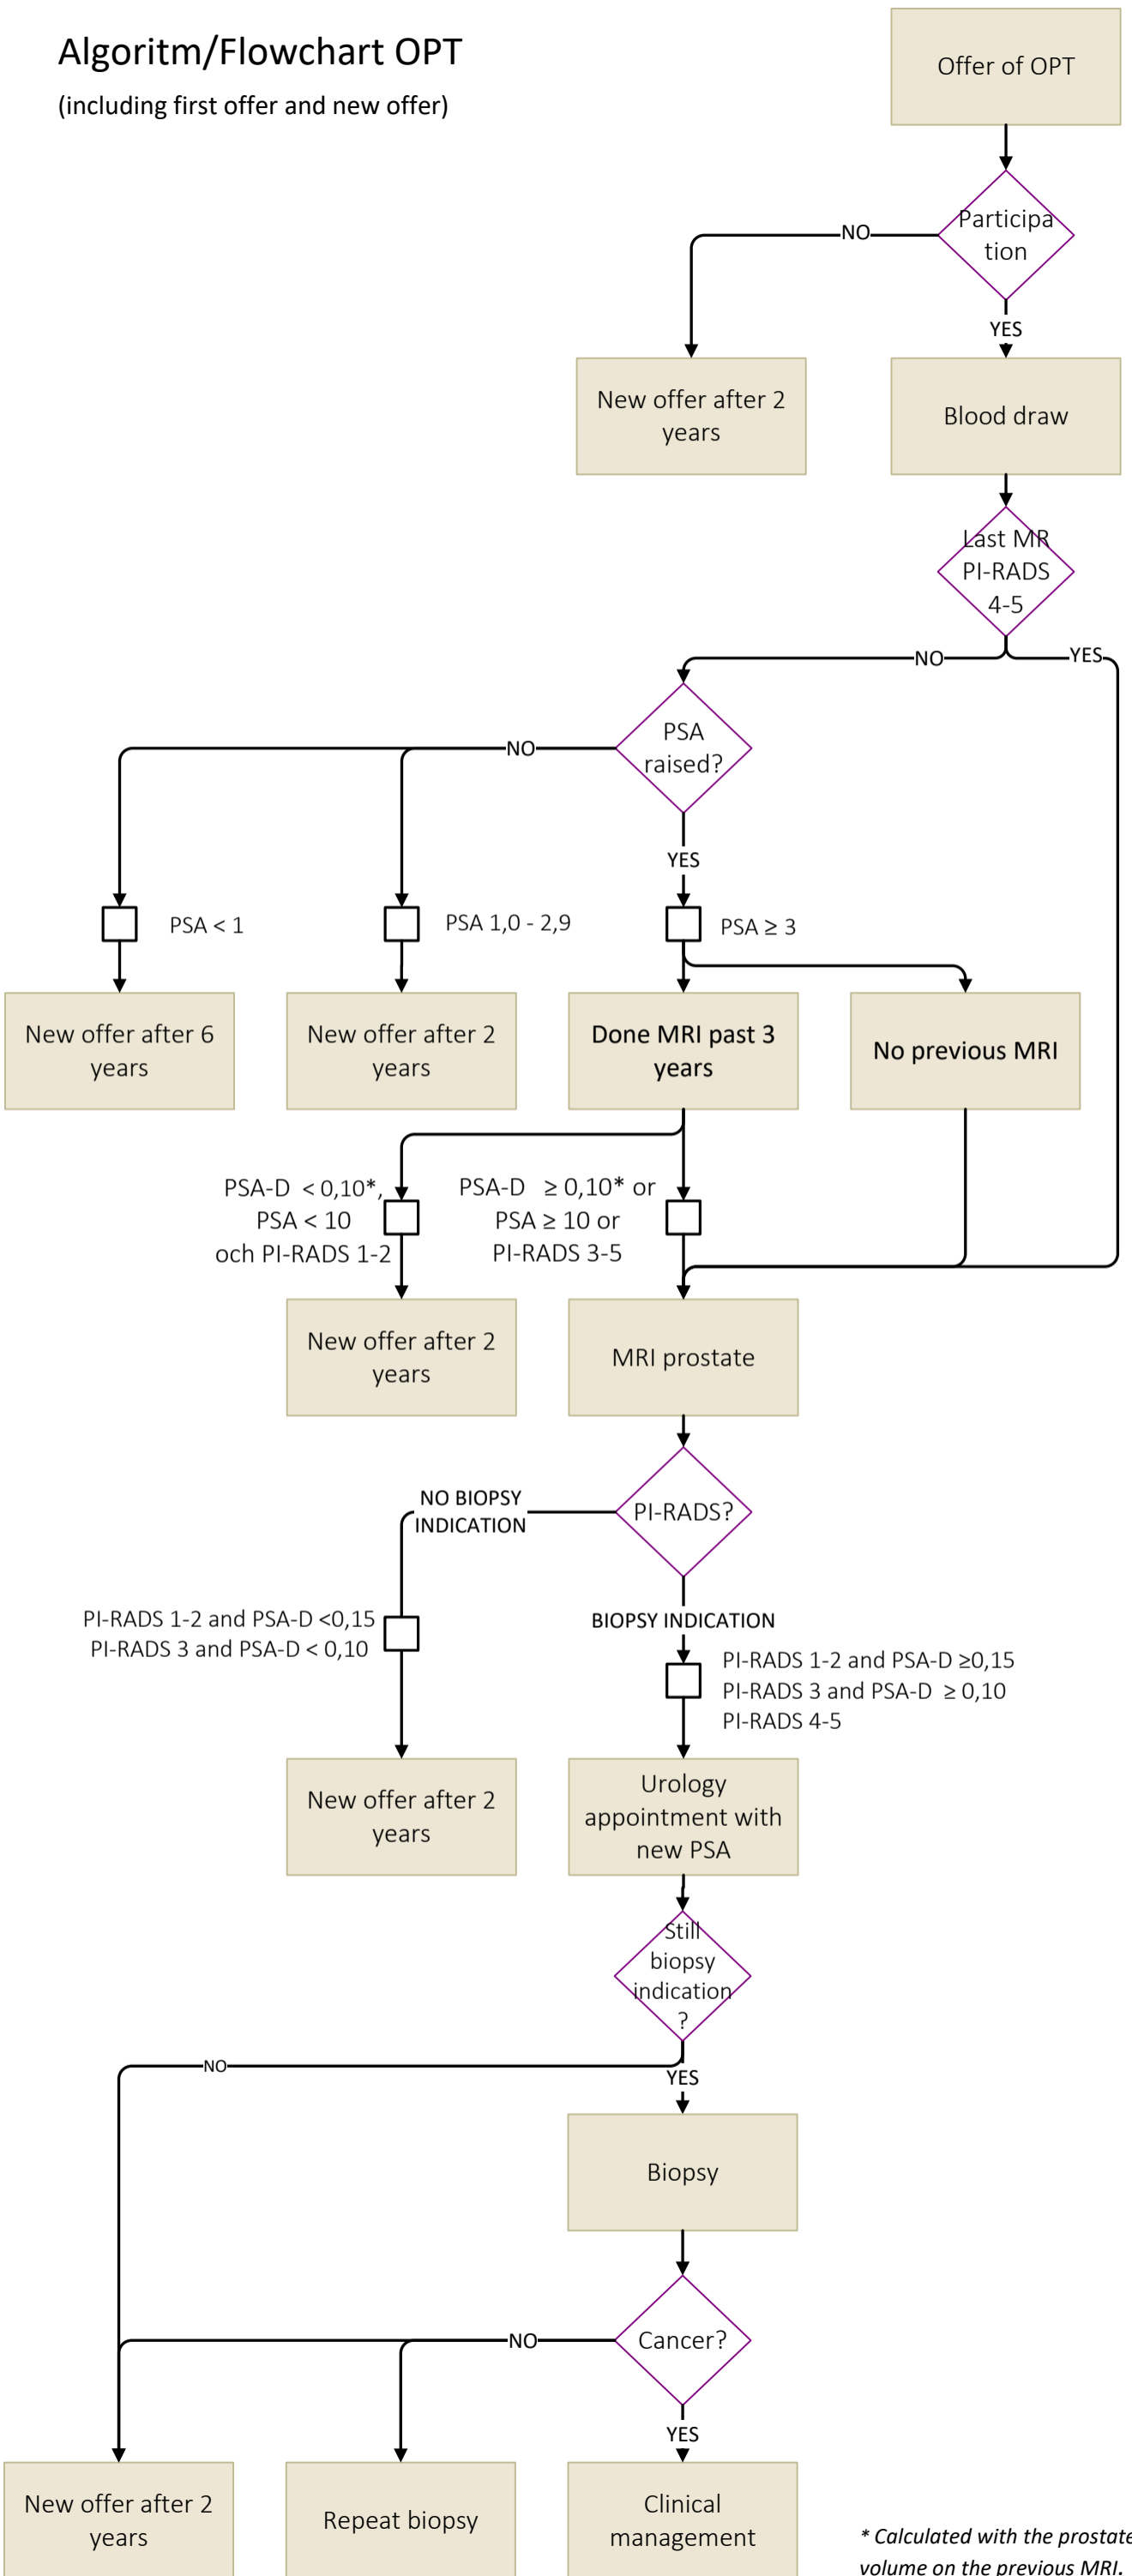 Algoritm/Flowchart OPT
(including first offer and new offer)
Offer of OPT
Participa
tion
NO
YES
New offer after 2
years
Blood draw
Last MR
PI-RADS
4-5
NO
YES
PSA
raised?
NO
YES
PSA < 1
PSA 1,0 - 2,9
PSA ≥ 3
New offer after 6
years
New offer after 2
years
Done MRI past 3
years
No previous MRI
PSA-D < 0,10*,
PSA < 10
och PI-RADS 1-2
PSA-D ≥ 0,10* or
PSA ≥ 10 or
PI-RADS 3-5
New offer after 2
years
MRI prostate
PI-RADS?
NO BIOPSY
INDICATION
BIOPSY INDICATION
PI-RADS 1-2 and PSA-D <0,15
PI-RADS 3 and PSA-D < 0,10
PI-RADS 1-2 and PSA-D ≥0,15
PI-RADS 3 and PSA-D ≥ 0,10
PI-RADS 4-5
New offer after 2
years
Urology
appointment with
new PSA
Still
biopsy
indication
?
NO
YES
Biopsy
Cancer?
NO
YES
New offer after 2
years
Repeat biopsy
Clinical
management
* Calculated with the prostate
volume on the previous MRI.